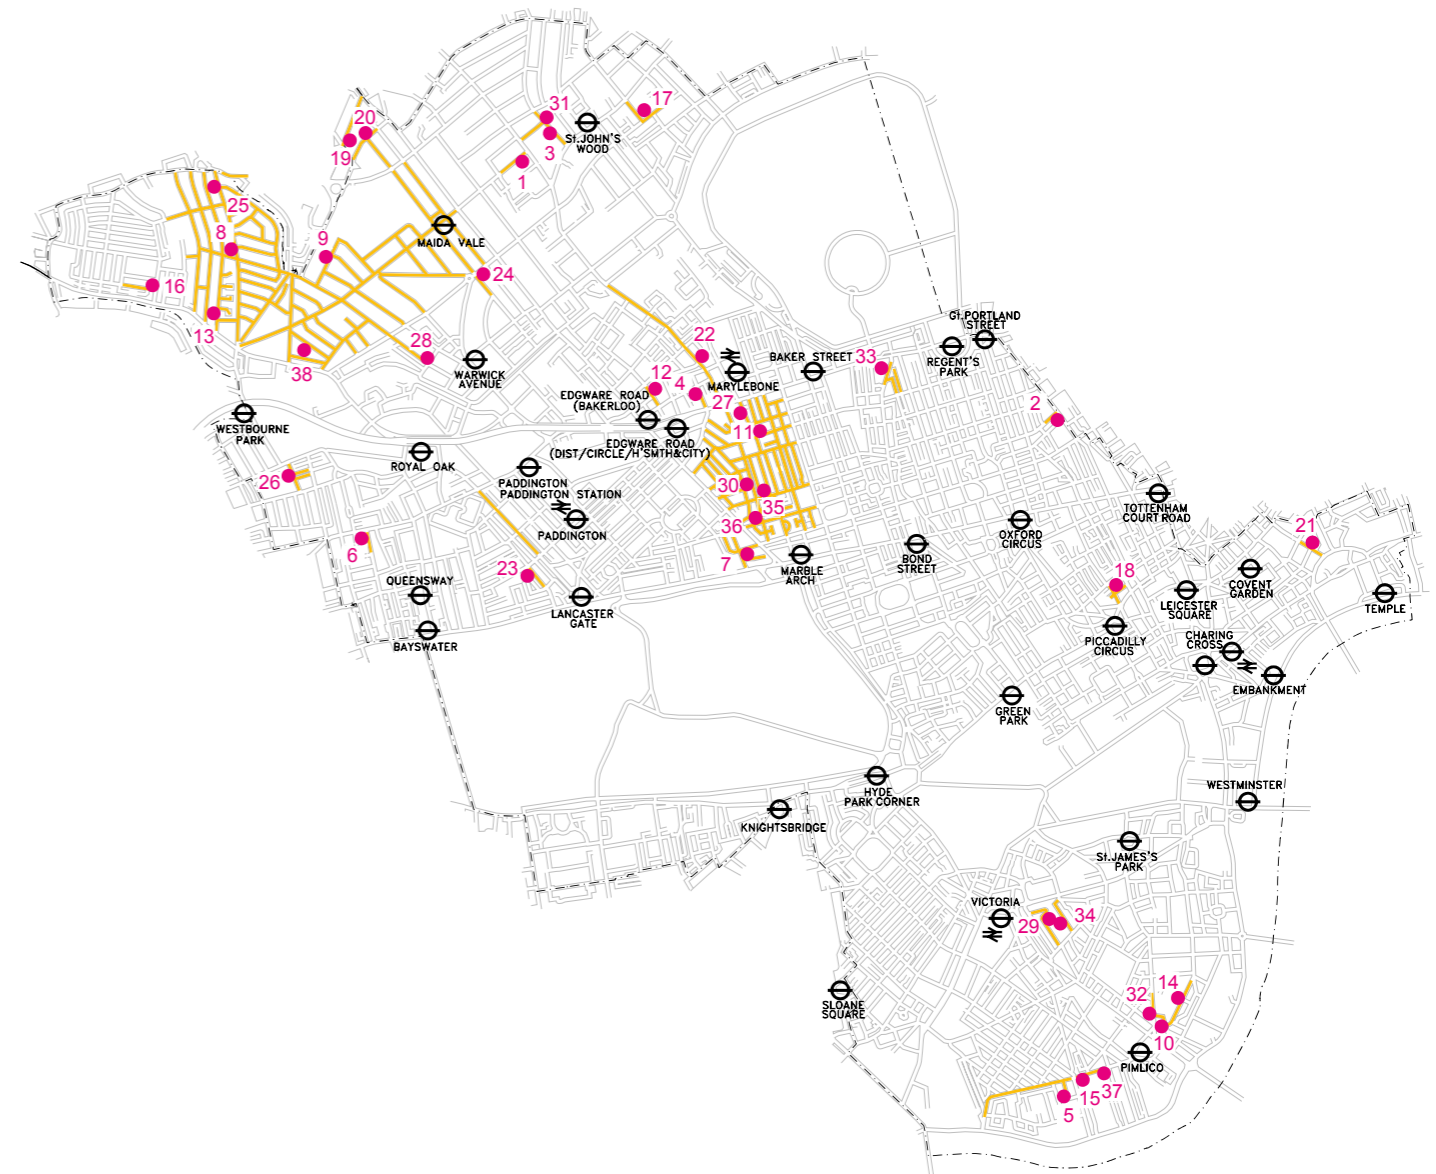 17
31
20
St.JOHN'S
WOOD
3
19
1
25
8
9
MAIDA VALE
16
24
13
28
22
38
WARWICK
AVENUE
Gt.PORTLAND
STREET
BAKER STREET
33
REGENT'S
PARK
MARYLEBONE
12
4
EDGWARE ROAD
(BAKERLOO)
27
2
11
WESTBOURNE
PARK
EDGWARE ROAD
(DIST/CIRCLE/H'SMTH&CITY)
ROYAL OAK
26
PADDINGTON
PADDINGTON STATION
PADDINGTON
30
35
36
TOTTENHAM
COURT ROAD
OXFORD
CIRCUS
21
6
7
MARBLE
ARCH
BOND
STREET
23
QUEENSWAY
18
LEICESTER
SQUARE
COVENT
GARDEN
TEMPLE
LANCASTER
GATE
BAYSWATER
PICCADILLY
CIRCUS
CHARING
CROSS
EMBANKMENT
GREEN
PARK
HYDE
PARK CORNER
WESTMINSTER
KNIGHTSBRIDGE
St.JAMES'S
PARK
VICTORIA
29
34
SLOANE
SQUARE
32
14
10
PIMLICO
37
15
5